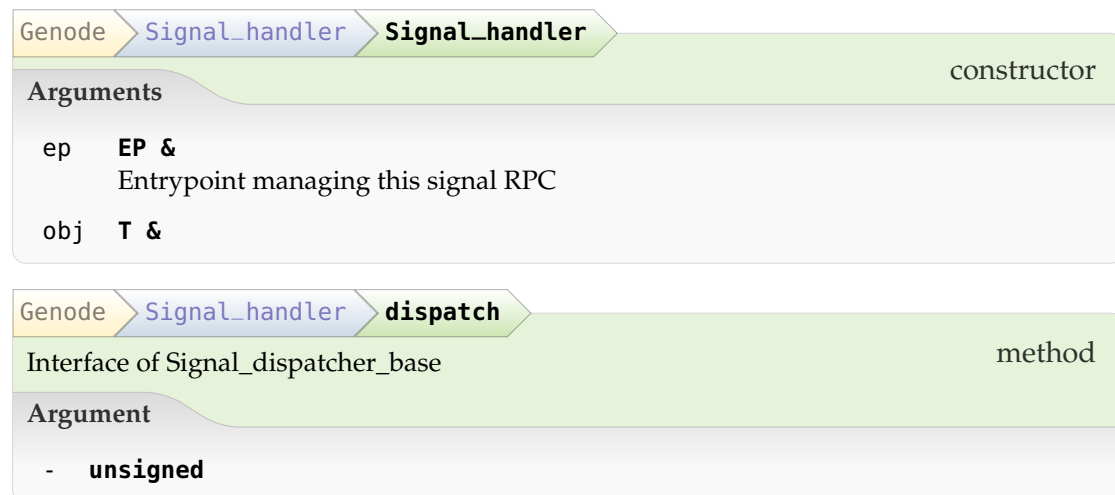 Genode Signal_handler Signal_handler
constructor
Arguments
ep EP &
Entrypoint managing this signal RPC
obj T &
Genode Signal_handler dispatch
method
Interface of Signal_dispatcher_base
Argument
- unsigned